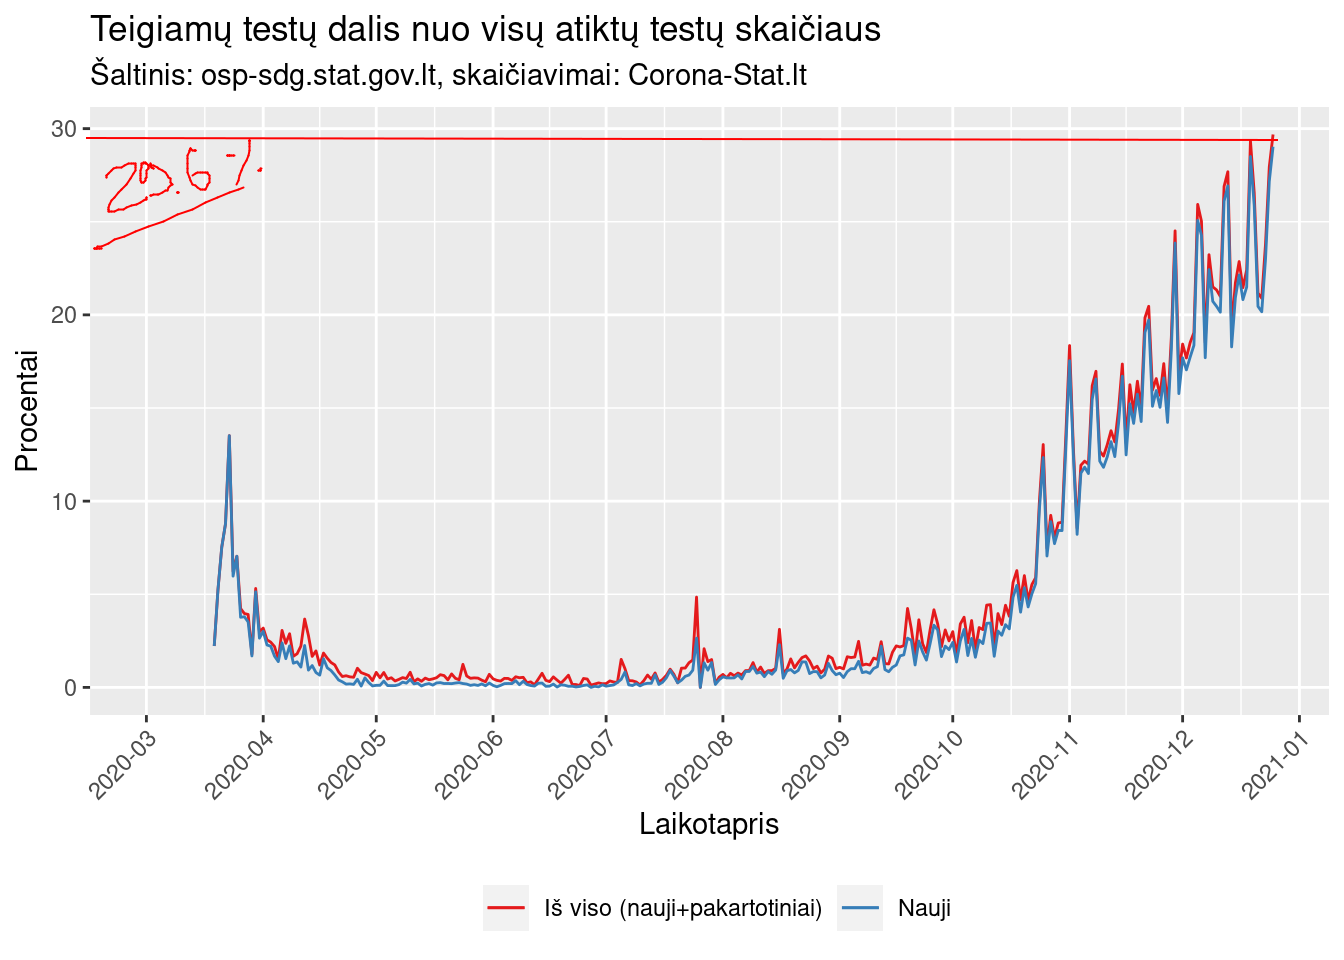 Teigiamų testų dalis nuo visų atiktų testų skaičiaus
Šaltinis: osp-sdg.stat.gov.lt, skaičiavimai: Corona-Stat.lt
30
29.6%
20
10
0
Procentai
2020-03
2020-04
2020-05
2020-06
2020-07
2020-08
2020-09
2020-10
2020-11
2020-12
2021-01
Laikotapris
Iš viso (nauji+pakartotiniai)
Nauji